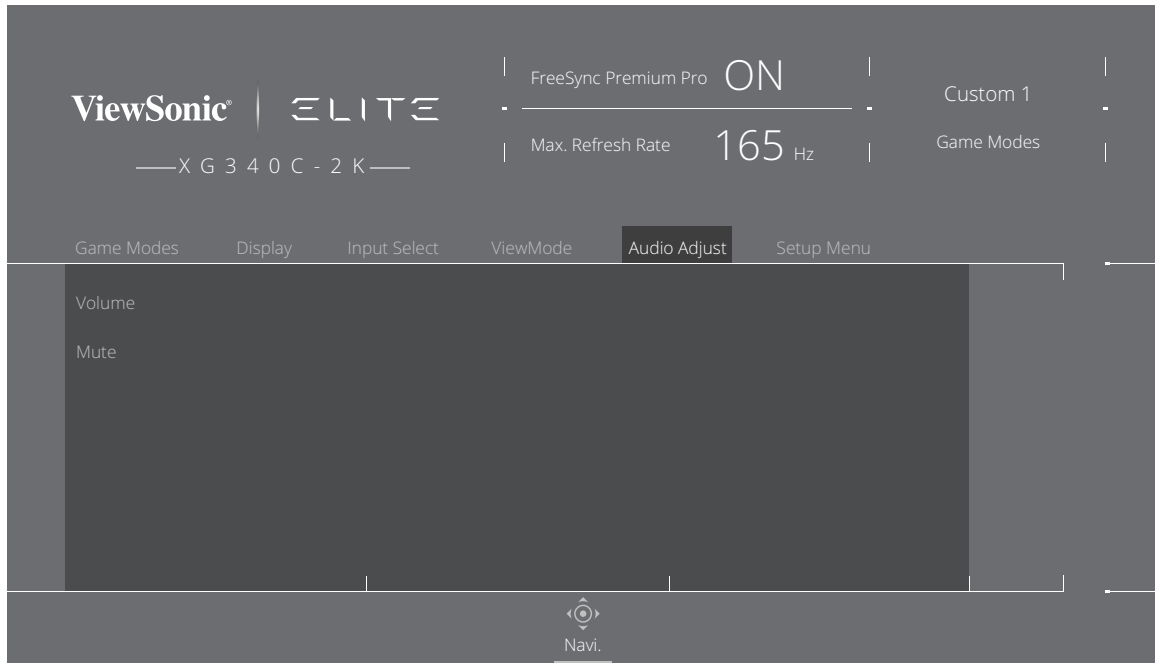 ViewSonic® ELITE
XG340C-2K
FreeSync Premium Pro ON
Max. Refresh Rate 165 Hz
Custom 1
Game Modes
Game Modes Display Input Select ViewMode Audio Adjust Setup Menu
Volume
Mute
Navi.